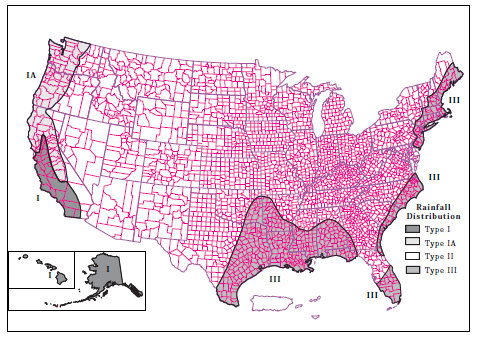 IA
III
I
III
Rainfall
Distribution
Type I
Type IA
Type II
Type III
I
I
III
III